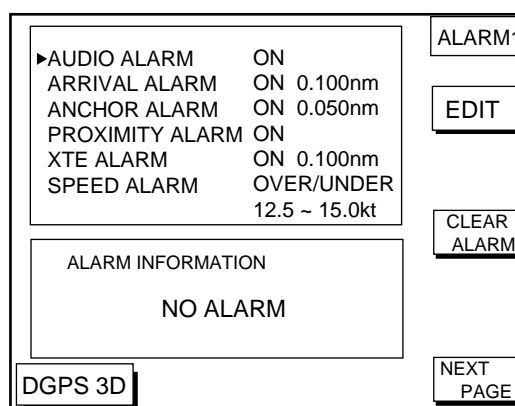 ALARM1
▶AUDIO ALARM ON
ARRIVAL ALARM ON 0.100nm
ANCHOR ALARM ON 0.050nm
PROXIMITY ALARM ON
XTE ALARM ON 0.100nm
SPEED ALARM OVER/UNDER
12.5 ~ 15.0kt
EDIT
CLEAR
ALARM
ALARM INFORMATION
NO ALARM
DGPS 3D
NEXT
PAGE